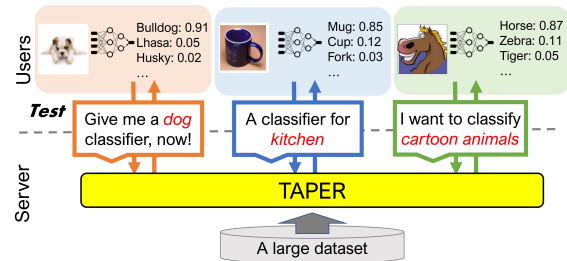 Users
Bulldog: 0.91
Lhasa: 0.05
Husky: 0.02
...
Mug: 0.85
Cup: 0.12
Fork: 0.03
...
Horse: 0.87
Zebra: 0.11
Tiger: 0.05
...
Test
Give me a dog
classifier, now!
A classifier for
kitchen
I want to classify
cartoon animals
Server
TAPER
A large dataset